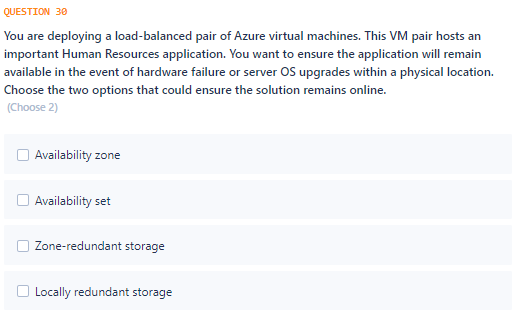 QUESTION 30
You are deploying a load-balanced pair of Azure virtual machines. This VM pair hosts an
important Human Resources application. You want to ensure the application will remain
available in the event of hardware failure or server OS upgrades within a physical location.
Choose the two options that could ensure the solution remains online.
(Choose 2)
Availability zone
Availability set
Zone-redundant storage
Locally redundant storage